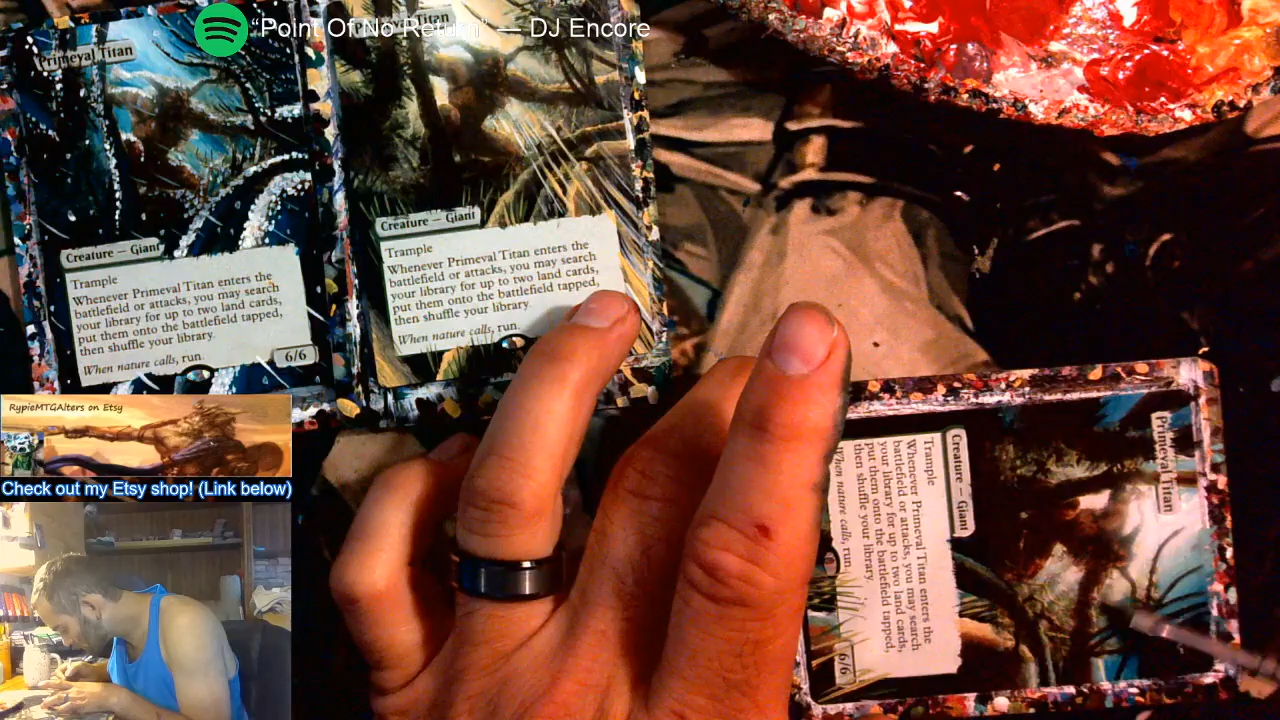 "Point Of No Return" — DJ Encore
Primeval Titan
Titan
Creature — Giant
Trample
Whenever Primeval Titan enters the
battlefield or attacks, you may search
your library for up to two land cards,
put them onto the battlefield tapped,
then shuffle your library.
When nature calls, run.
6/6
Creature — Giant
Trample
Whenever Primeval Titan enters the
battlefield or attacks, you may search
your library for up to two land cards,
put them onto the battlefield tapped,
then shuffle your library.
When nature calls, run.
Primeval Titan
Creature — Giant
Trample
Whenever Primeval Titan enters the
battlefield or attacks, you may search
your library for up to two land cards,
put them onto the battlefield tapped,
then shuffle your library.
When nature calls, run.
6/6
RypieMTGAlters on Etsy
Check out my Etsy shop! (Link below)